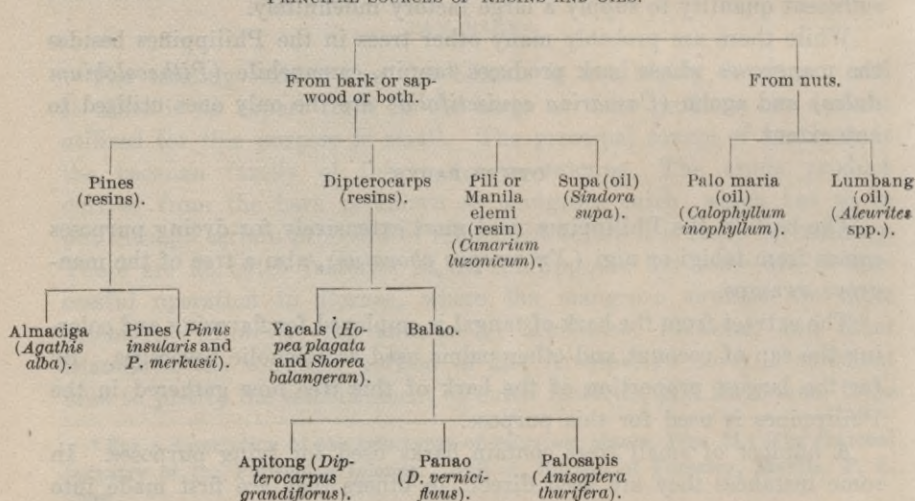 PRINCIPAL SOURCES OF RESINS AND OILS.
From bark or sap-
wood or both.
From nuts.
Pines
(resins).
Dipterocarps
(resins).
Pili or
Manila
elemi
(resin)
(Canarium
luzonicum).
Supa (oil)
(Sindora
supa).
Palo maria
(oil)
(Calophyllum
inophyllum).
Lumbang
(oil)
(Aleurites
spp.).
Almaciga
(Agathis
alba).
Pines (Pinus
insularis and
P. merkusii).
Yacals (Ho-
pea plagata
and Shorea
balangeran).
Balao.
Apitong (Dip-
terocarpus
grandiflorus).
Panao
(D. vernici-
fluus).
Palosapis
(Anisoptera
thurifera).